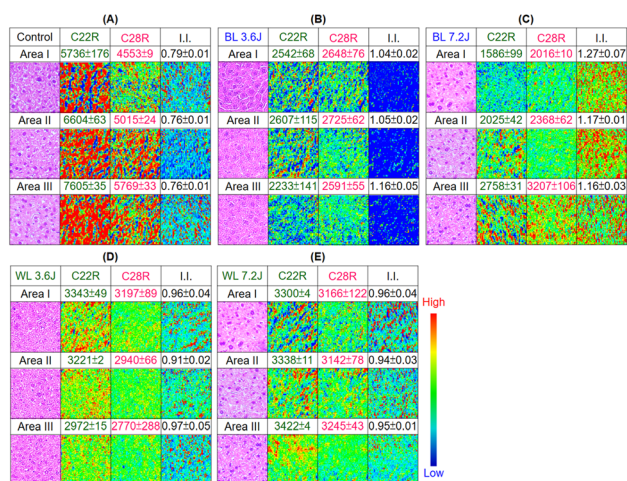 (A)
Control C22R C28R I.I.
Area I 5736±176 4553±9 0.79±0.01
Area II 6604±63 5015±24 0.76±0.01
Area III 7605±35 5769±33 0.76±0.01
(B)
BL 3.6J C22R C28R I.I.
Area I 2542±68 2648±76 1.04±0.02
Area II 2607±115 2725±62 1.05±0.02
Area III 2233±141 2591±55 1.16±0.05
(C)
BL 7.2J C22R C28R I.I.
Area I 1586±99 2016±10 1.27±0.07
Area II 2025±42 2368±62 1.17±0.01
Area III 2758±31 3207±106 1.16±0.03
(D)
WL 3.6J C22R C28R I.I.
Area I 3343±49 3197±89 0.96±0.04
Area II 3221±2 2940±66 0.91±0.02
Area III 2972±15 2770±288 0.97±0.05
(E)
WL 7.2J C22R C28R I.I.
Area I 3300±4 3166±122 0.96±0.04
Area II 3338±11 3142±78 0.94±0.03
Area III 3422±4 3245±43 0.95±0.01
High
Low